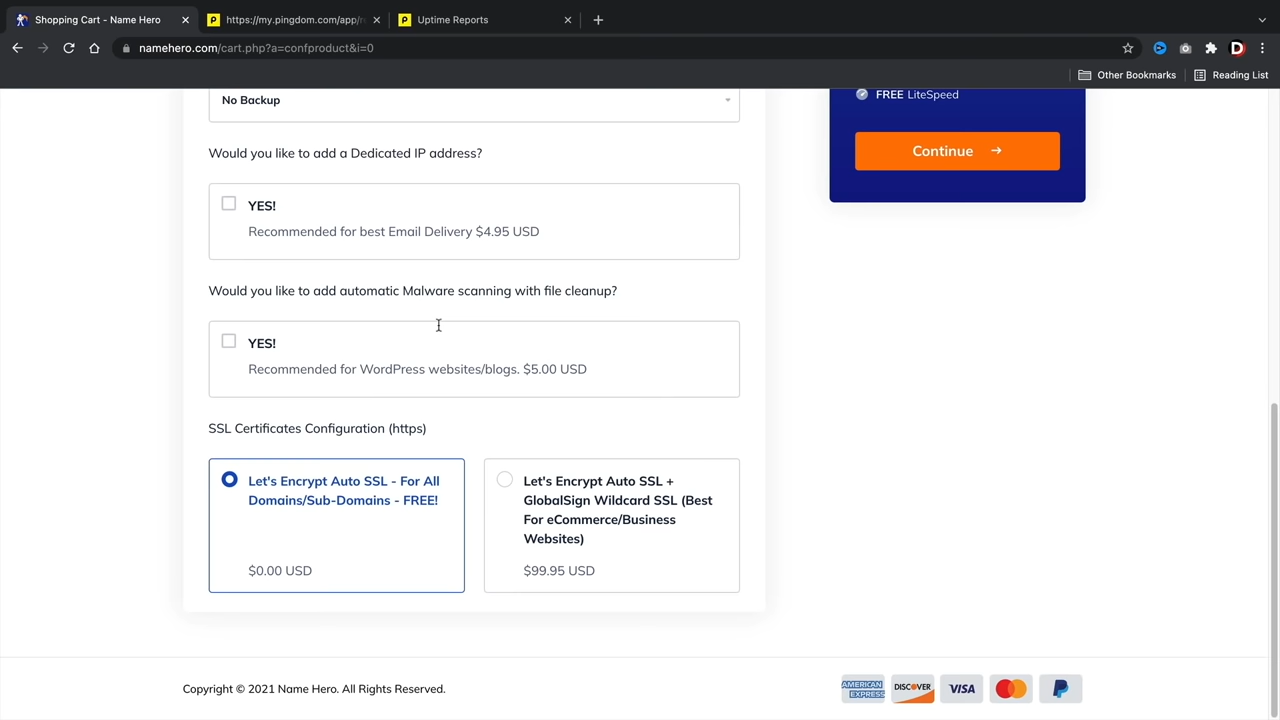 Shopping Cart - Name Hero
https://my.pingdom.com/app/r
Uptime Reports
namehero.com/cart.php?a=confproduct&i=0
Other Bookmarks
Reading List
No Backup
FREE LiteSpeed
Continue →
Would you like to add a Dedicated IP address?
YES!
Recommended for best Email Delivery $4.95 USD
Would you like to add automatic Malware scanning with file cleanup?
YES!
Recommended for WordPress websites/blogs. $5.00 USD
SSL Certificates Configuration (https)
Let's Encrypt Auto SSL - For All
Domains/Sub-Domains - FREE!
$0.00 USD
Let's Encrypt Auto SSL +
GlobalSign Wildcard SSL (Best
For eCommerce/Business
Websites)
$99.95 USD
Copyright © 2021 Name Hero. All Rights Reserved.
AMERICAN
EXPRESS
DISCOVER
VISA